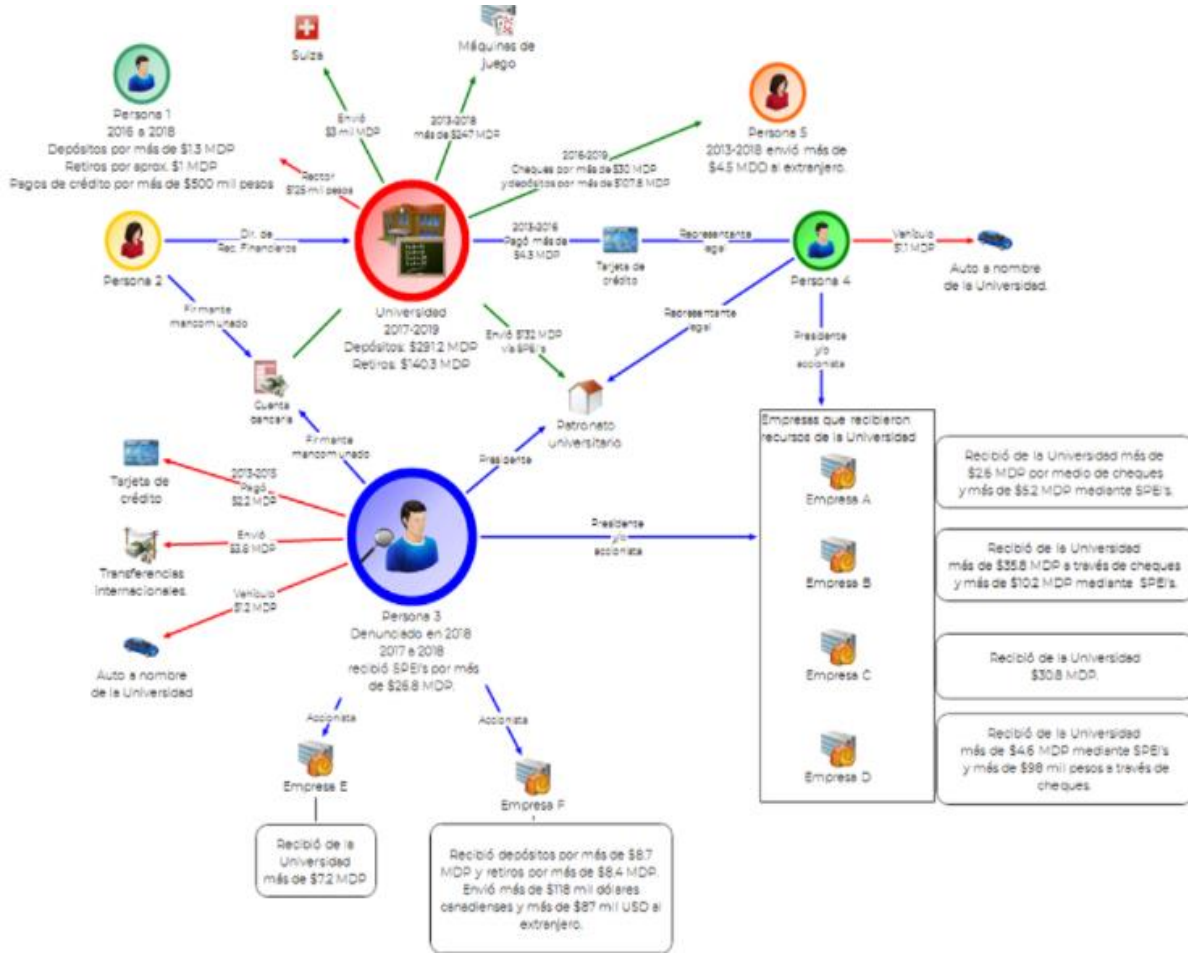 Suiza
Máquinas de
juego
Persona 1
2016 a 2018
Depósitos por más de $1.3 MDP
Retiros por aprox. $1 MDP
Pagos de crédito por más de $500 mil pesos
Envió
$3 mil MDP
2013-2018
más de $247 MDP
Persona 5
2013-2018 envió más de
$4.5 MDD al extranjero.
Rector
$125 mil pesos
2016-2019
Cheques por más de $30 MDP
y depósitos por más de $107.8 MDP
Persona 2
Dir. de
Rec. Financieros
2013-2016
Pagó más de
$4.3 MDP
Tarjeta de
crédito
Representante
legal
Persona 4
Vehículo
$1.1 MDP
Auto a nombre
de la Universidad.
Firmante
mancomunado
Universidad
2017-2019
Depósitos: $291.2 MDP
Retiros: $140.3 MDP
Envió $132 MDP
vía SPEI's
Representante
legal
Presidente
y/o
accionista
Cuenta
bancaria
Patronato
universitario
Firmante
mancomunado
Presidente
Tarjeta de
crédito
2013-2015
Pagó
$2.2 MDP
Envió
$3.8 MDP
Transferencias
internacionales
Vehículo
$1.2 MDP
Auto a nombre
de la Universidad
Persona 3
Denunciado en 2018
2017 a 2018
recibió SPEI's por más
de $26.8 MDP.
Presidente
y/o
accionista
Empresas que recibieron
recursos de la Universidad
Empresa A
Recibió de la Universidad más de
$2.6 MDP por medio de cheques
y más de $5.2 MDP mediante SPEI's.
Empresa B
Recibió de la Universidad
más de $35.8 MDP a través de cheques
y más de $10.2 MDP mediante SPEI's.
Empresa C
Recibió de la Universidad
$30.8 MDP.
Empresa D
Recibió de la Universidad
más de $4.6 MDP mediante SPEI's
y más de $98 mil pesos a través de
cheques.
Accionista
Accionista
Empresa E
Empresa F
Recibió de la
Universidad
más de $7.2 MDP
Recibió depósitos por más de $8.7
MDP y retiros por más de $8.4 MDP.
Envió más de $118 mil dólares
canadienses y más de $87 mil USD al
extranjero.